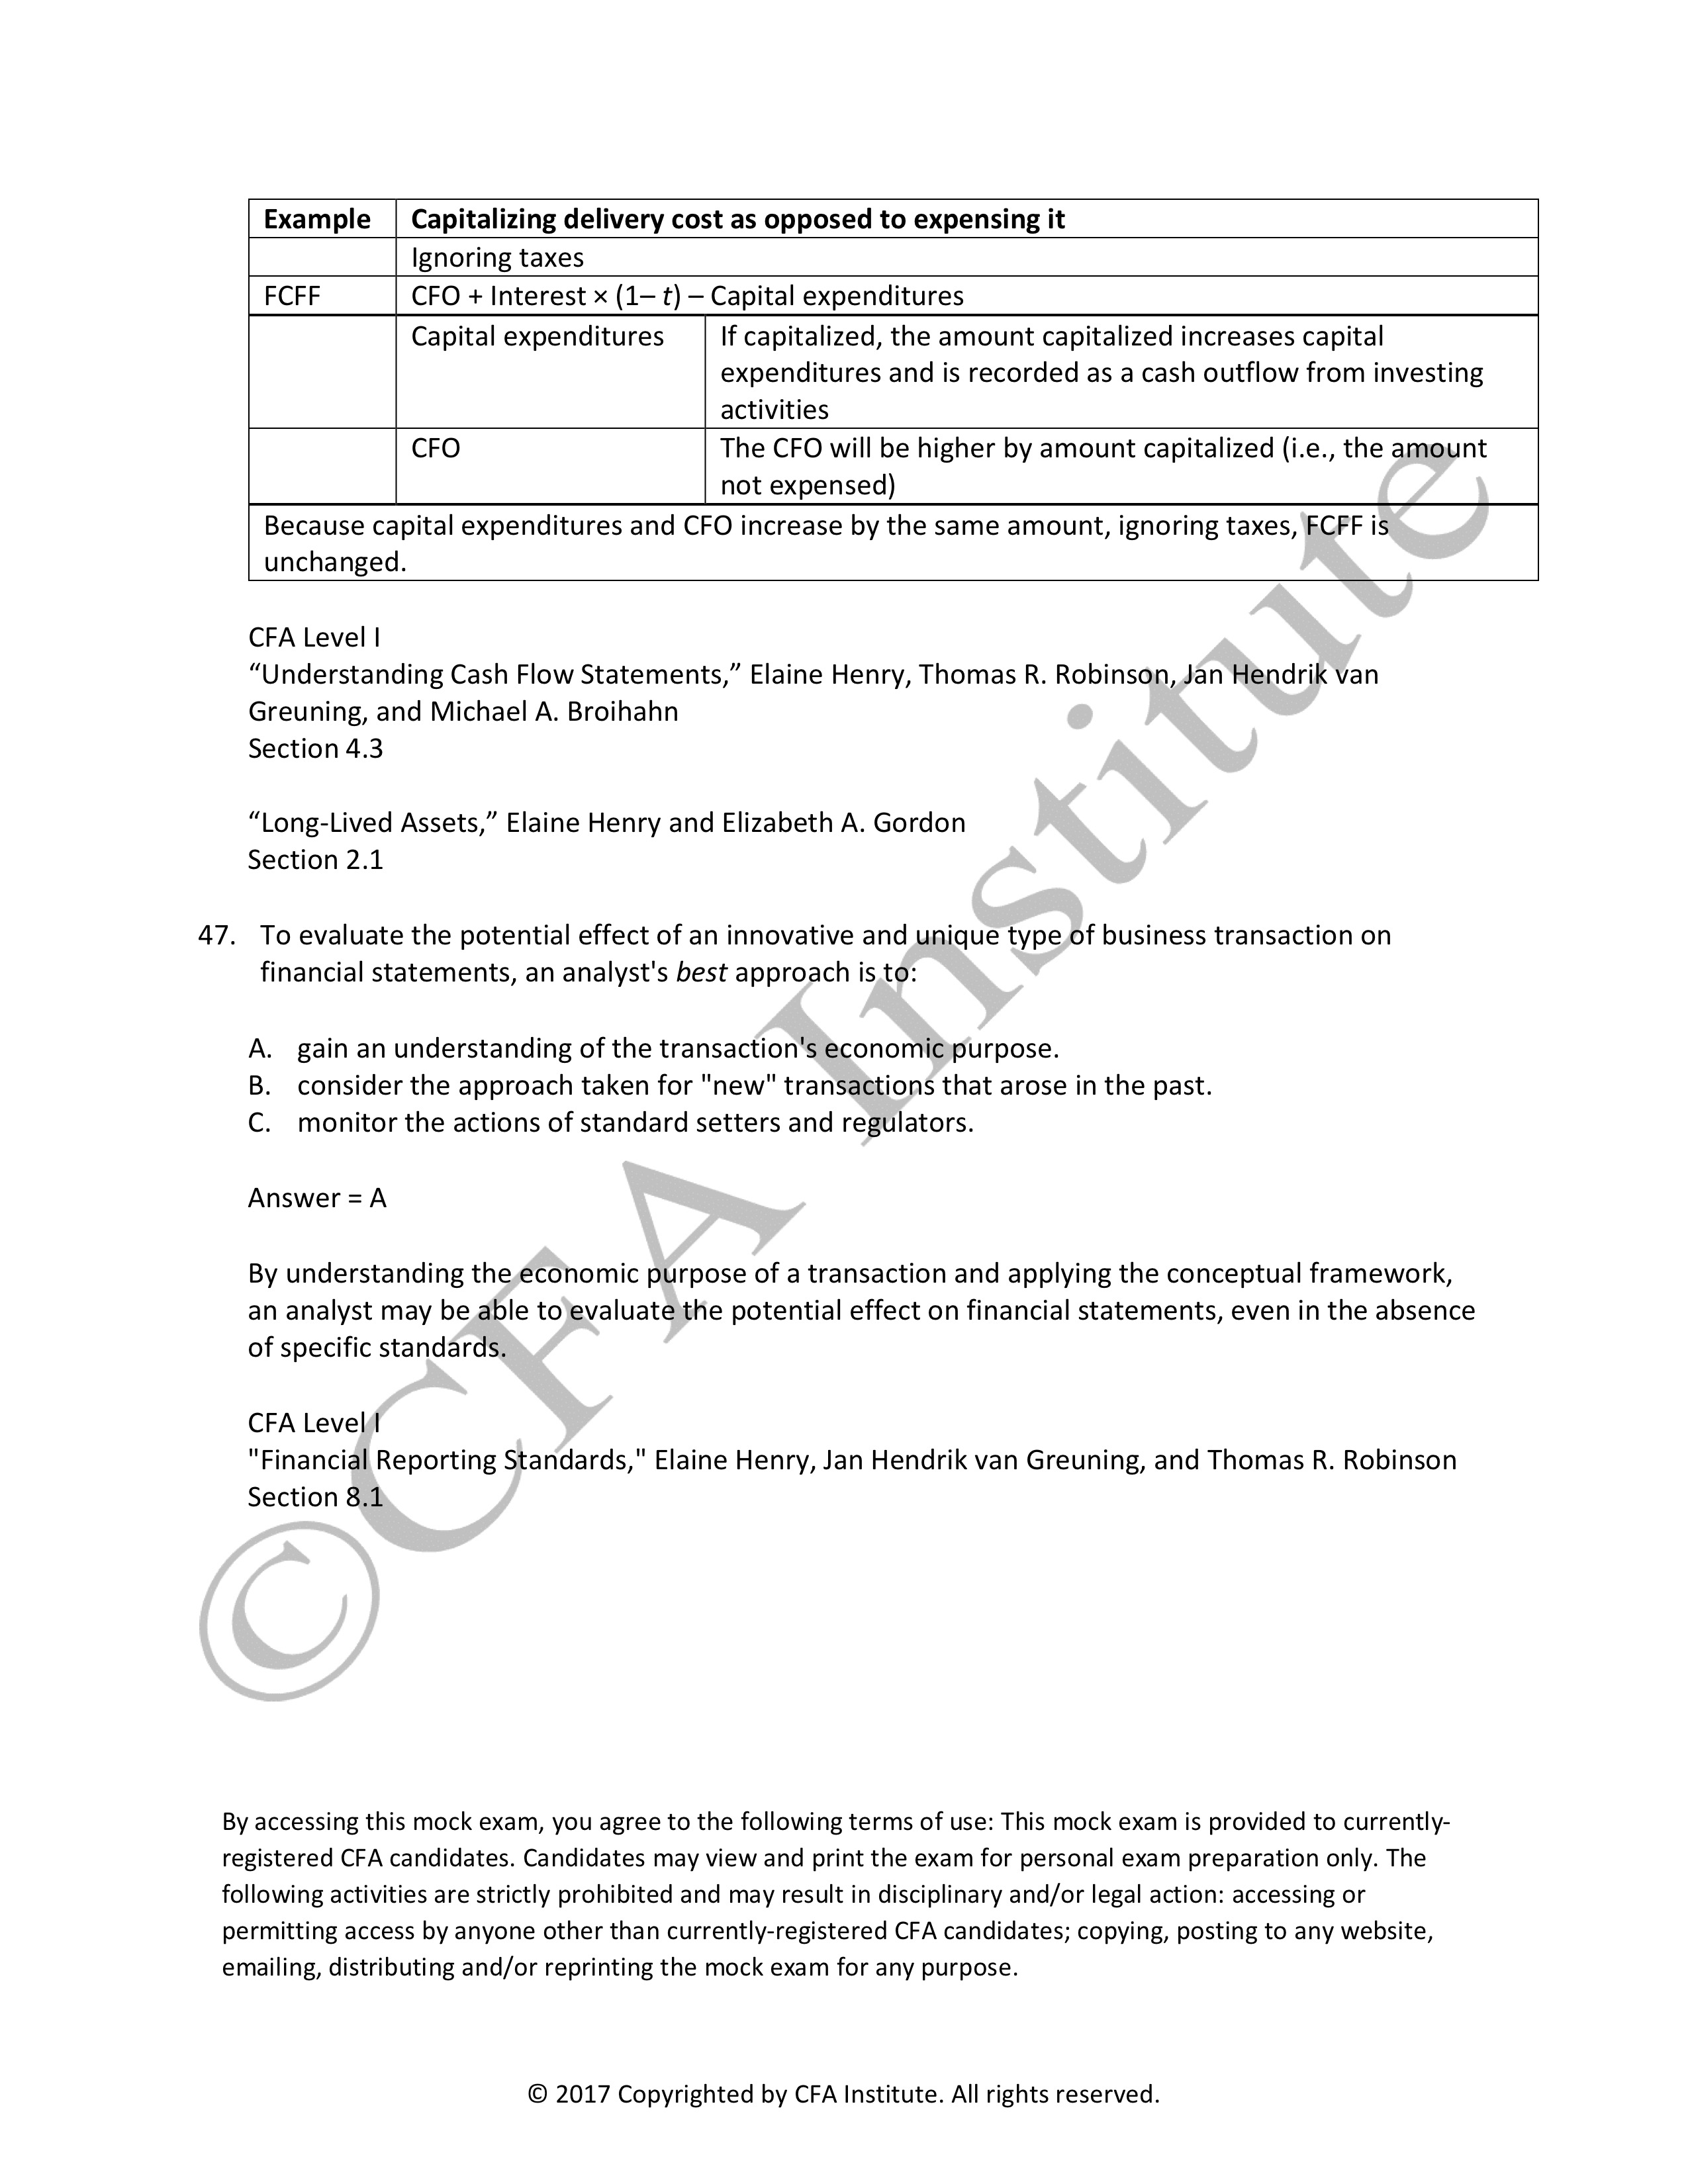 Example Capitalizing delivery cost as opposed to expensing it
Ignoring taxes
FCFF CFO + Interest × (1– t) – Capital expenditures
Capital expenditures If capitalized, the amount capitalized increases capital
expenditures and is recorded as a cash outflow from investing
activities
CFO The CFO will be higher by amount capitalized (i.e., the amount
not expensed)
Because capital expenditures and CFO increase by the same amount, ignoring taxes, FCFF is
unchanged.
CFA Level I
“Understanding Cash Flow Statements,” Elaine Henry, Thomas R. Robinson, Jan Hendrik van
Greuning, and Michael A. Broihahn
Section 4.3
“Long-Lived Assets,” Elaine Henry and Elizabeth A. Gordon
Section 2.1
47. To evaluate the potential effect of an innovative and unique type of business transaction on
financial statements, an analyst's best approach is to:
A. gain an understanding of the transaction's economic purpose.
B. consider the approach taken for "new" transactions that arose in the past.
C. monitor the actions of standard setters and regulators.
Answer = A
By understanding the economic purpose of a transaction and applying the conceptual framework,
an analyst may be able to evaluate the potential effect on financial statements, even in the absence
of specific standards.
CFA Level I
"Financial Reporting Standards," Elaine Henry, Jan Hendrik van Greuning, and Thomas R. Robinson
Section 8.1
©CFA Institute
By accessing this mock exam, you agree to the following terms of use: This mock exam is provided to currently-
registered CFA candidates. Candidates may view and print the exam for personal exam preparation only. The
following activities are strictly prohibited and may result in disciplinary and/or legal action: accessing or
permitting access by anyone other than currently-registered CFA candidates; copying, posting to any website,
emailing, distributing and/or reprinting the mock exam for any purpose.
© 2017 Copyrighted by CFA Institute. All rights reserved.